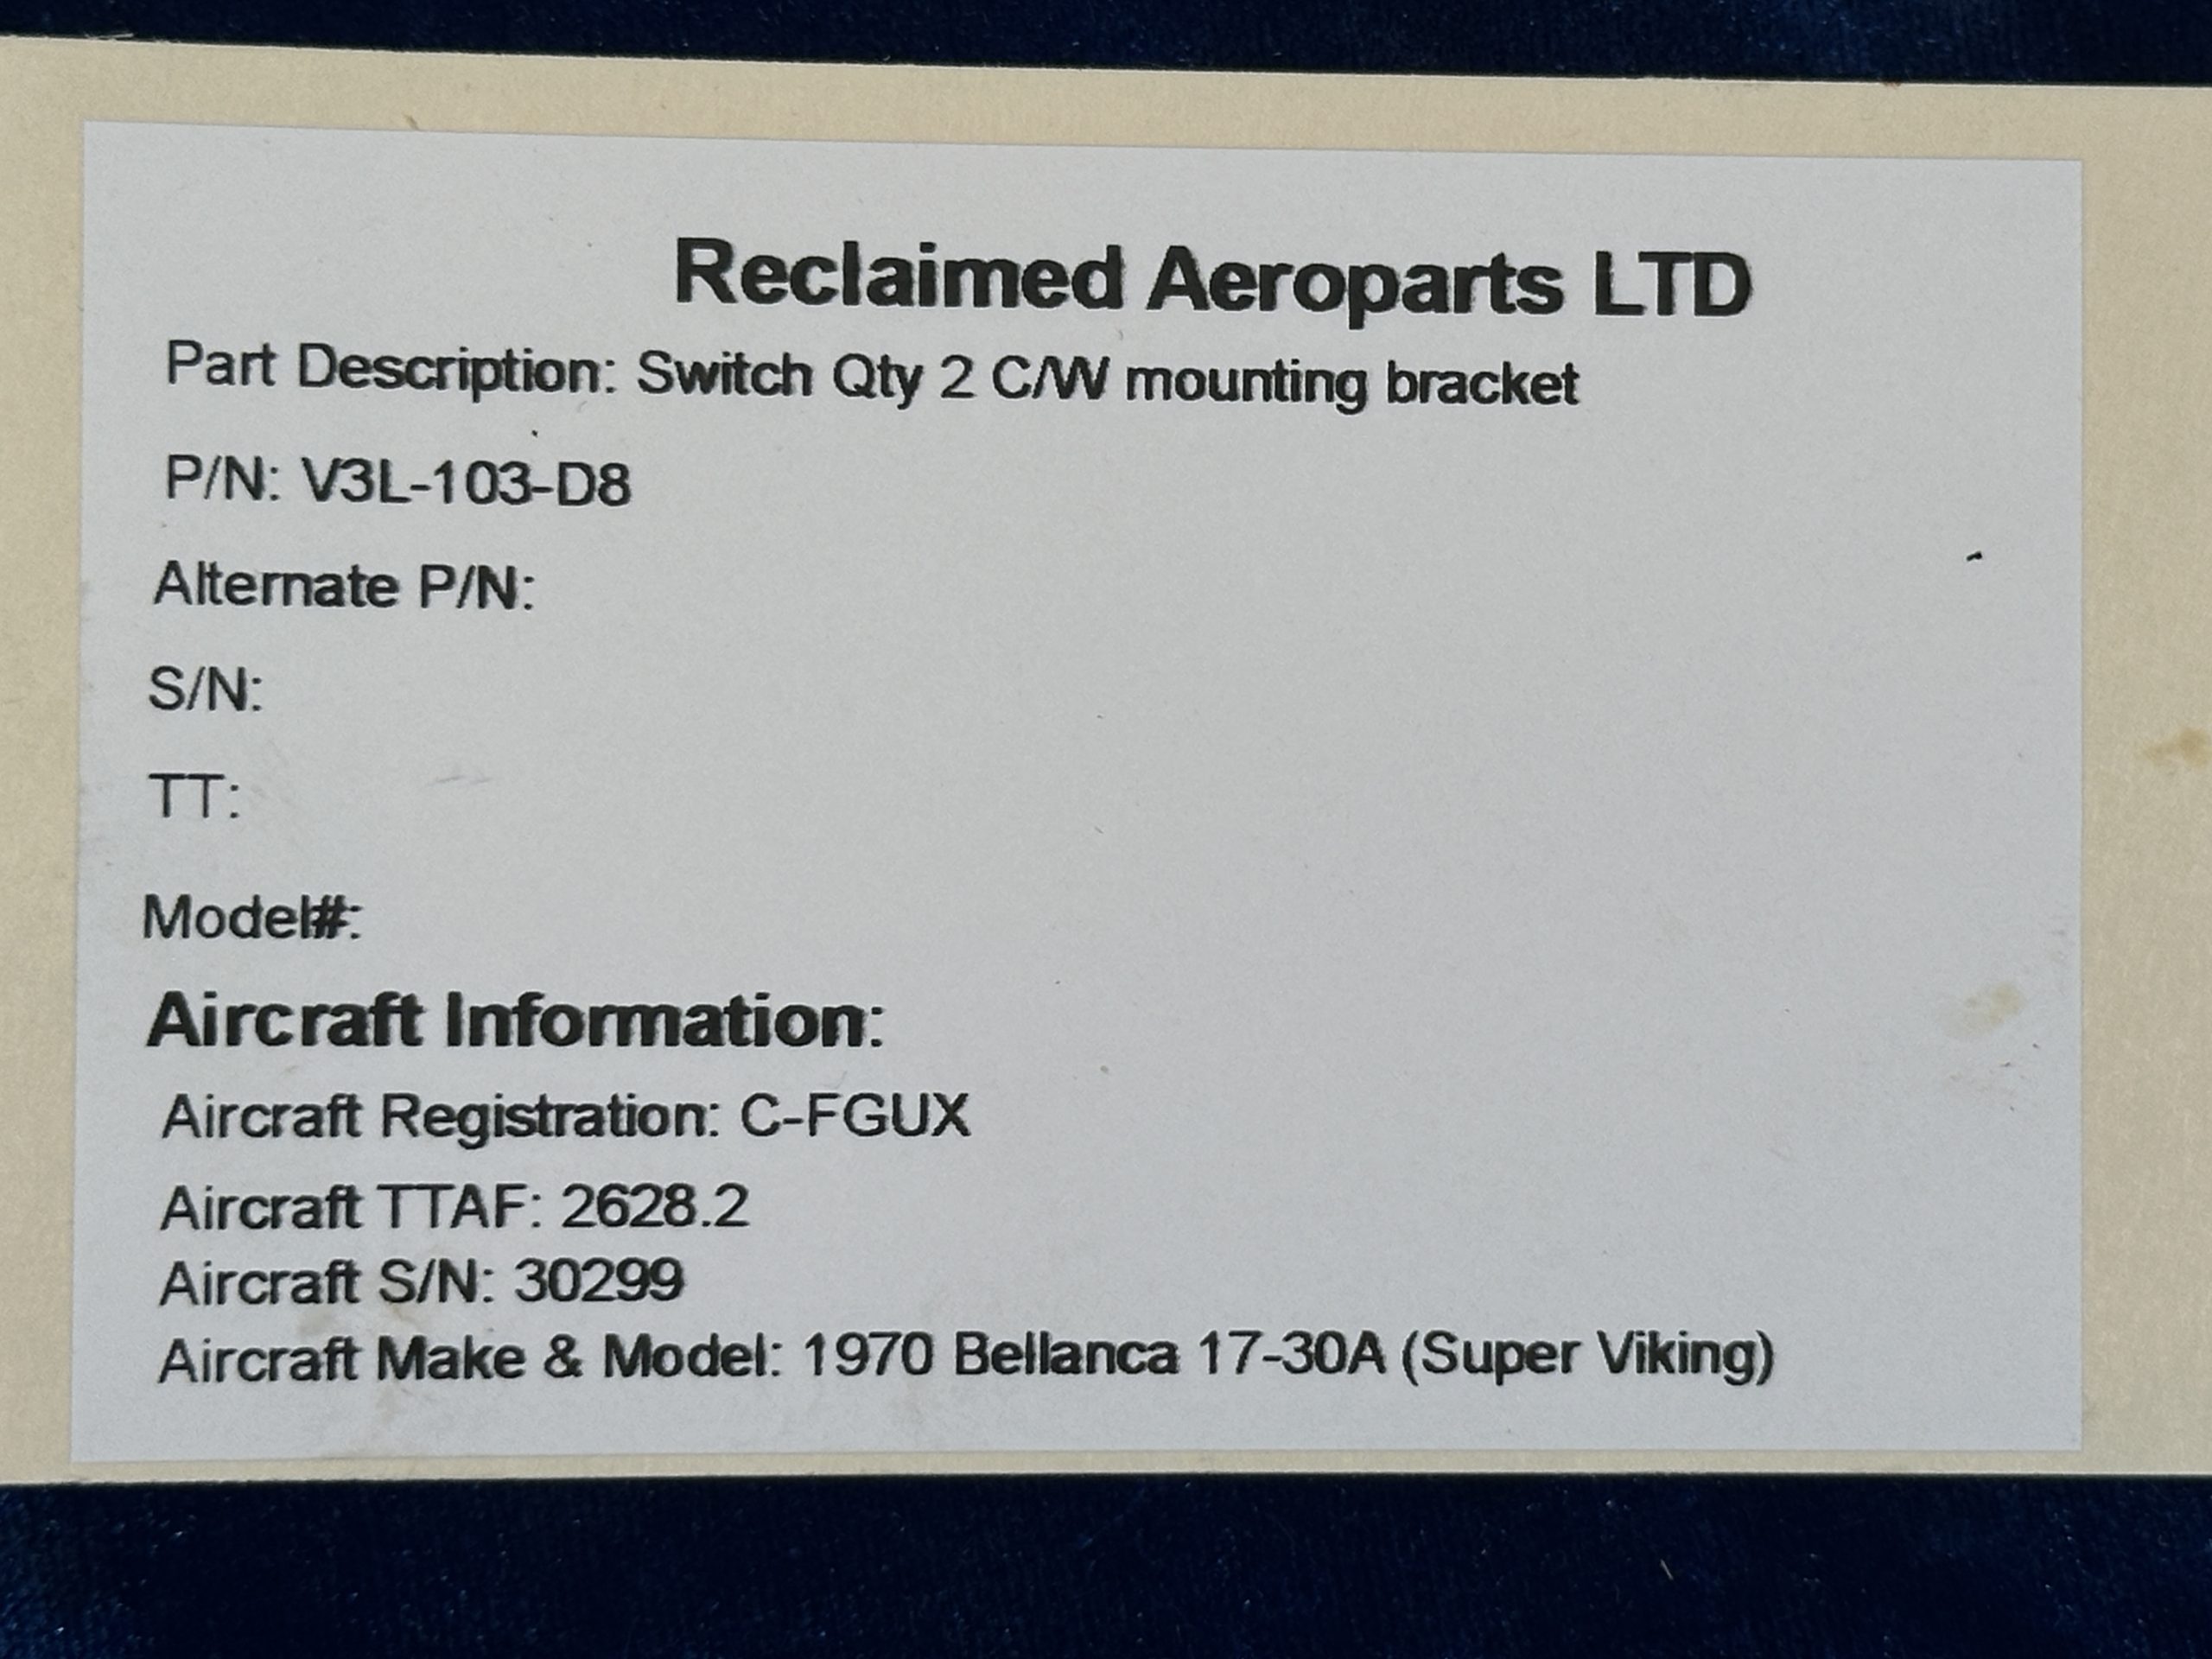 Reclaimed Aeroparts LTD
Part Description: Switch Qty 2 C/W mounting bracket
P/N: V3L-103-D8
Alternate P/N:
S/N:
TT:
Model#:
Aircraft Information:
Aircraft Registration: C-FGUX
Aircraft TTAF: 2628.2
Aircraft S/N: 30299
Aircraft Make & Model: 1970 Bellanca 17-30A (Super Viking)